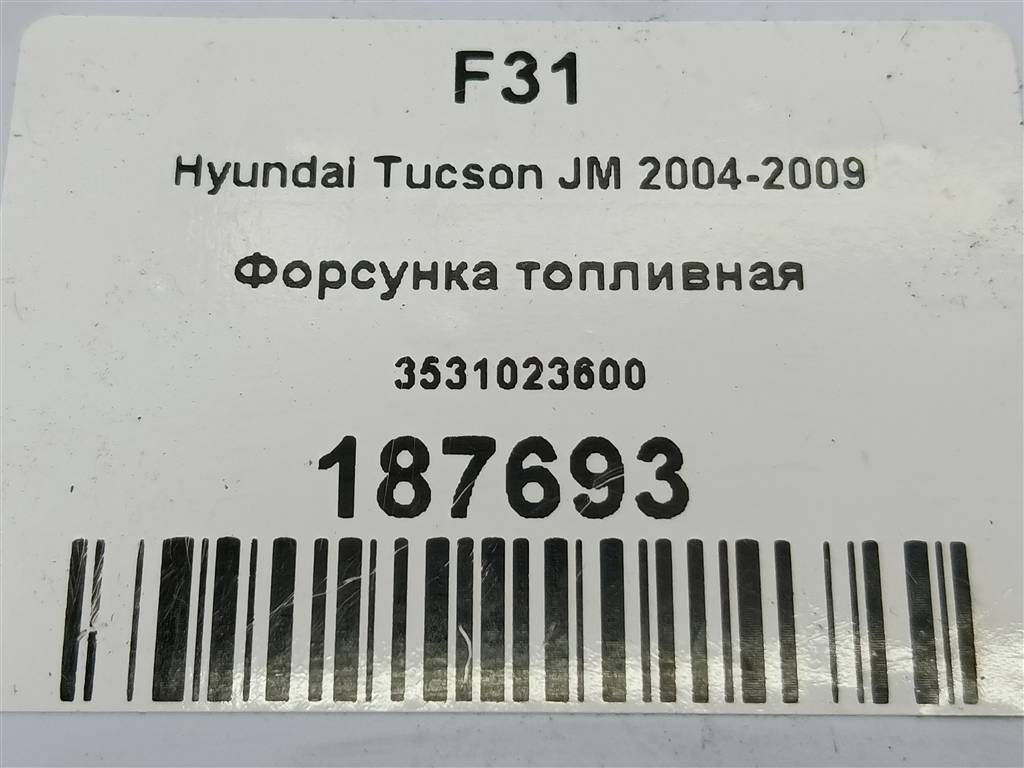 F31
Hyundai Tucson JM 2004-2009
Форсунка топливная
3531023600
187693